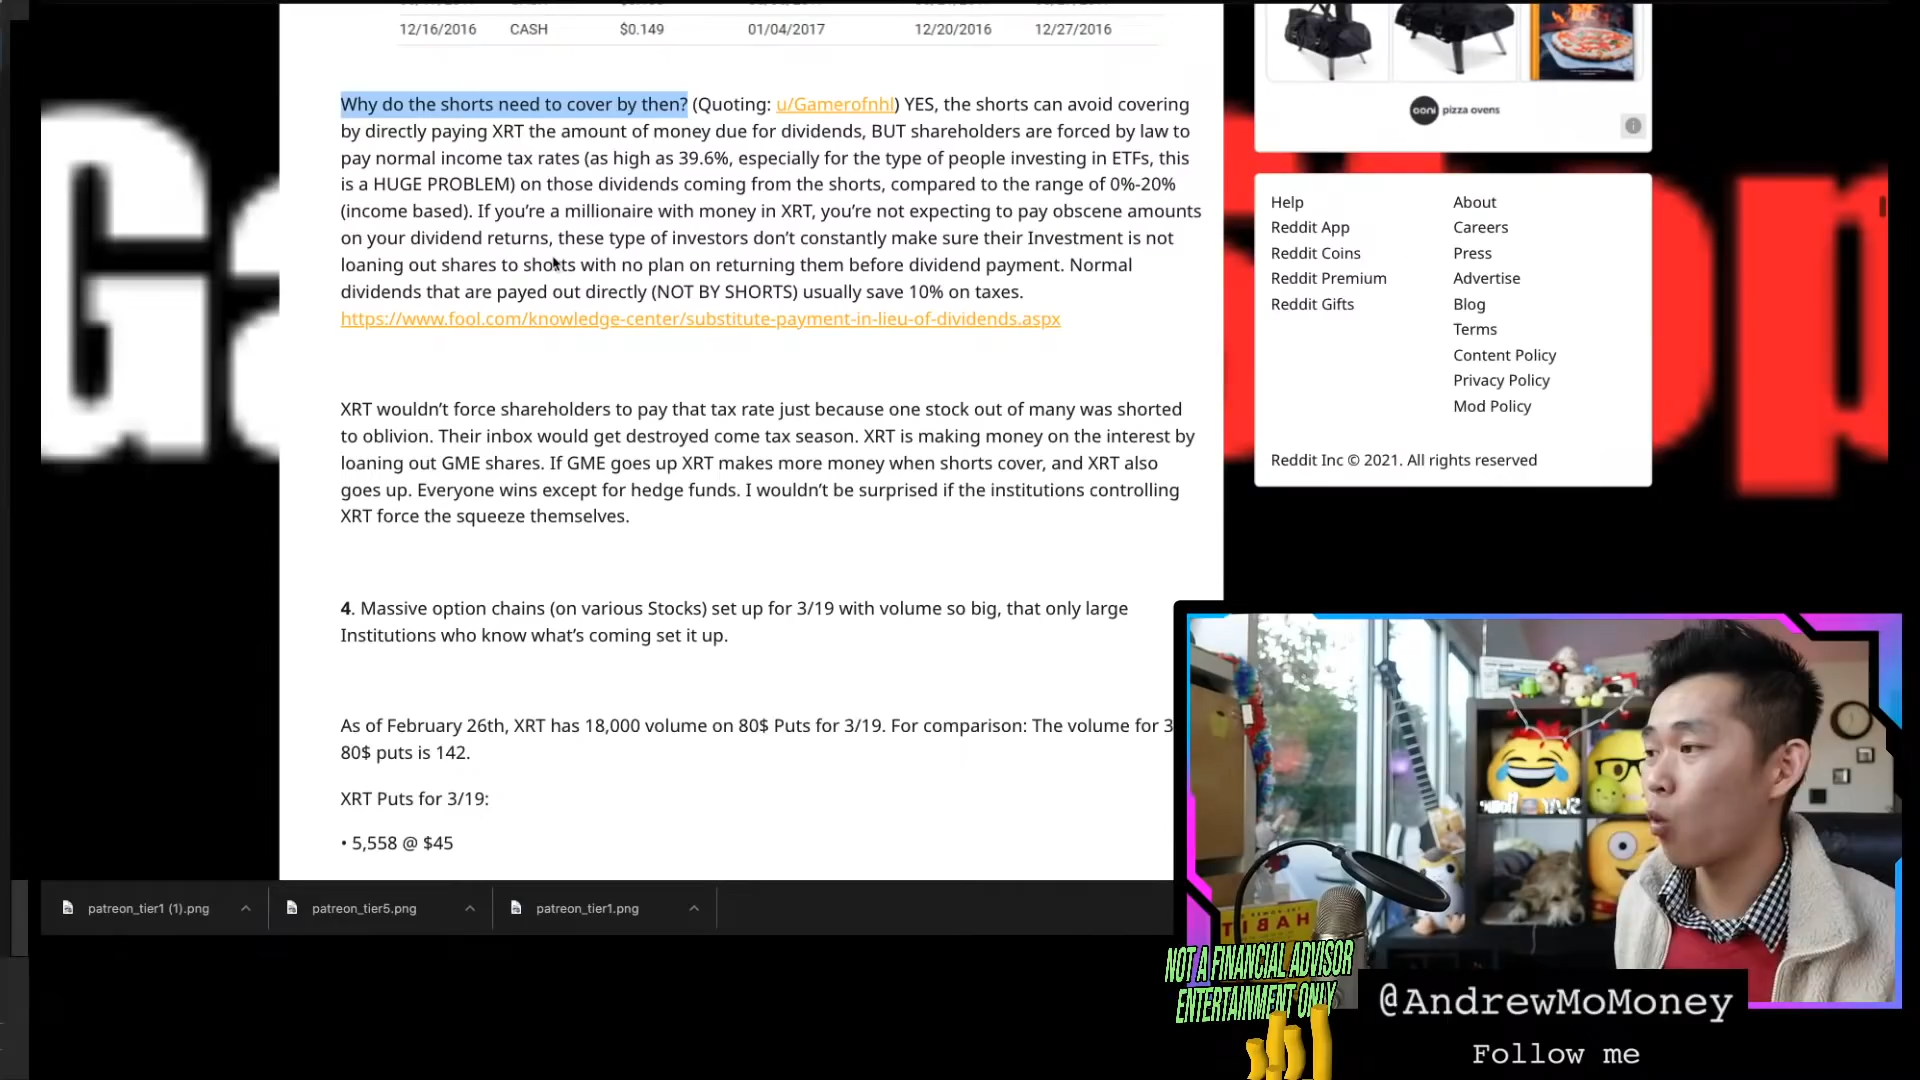 12/16/2016 CASH $0.149 01/04/2017 12/20/2016 12/27/2016
Why do the shorts need to cover by then? (Quoting: u/Gamerofnhl) YES, the shorts can avoid covering
by directly paying XRT the amount of money due for dividends, BUT shareholders are forced by law to
pay normal income tax rates (as high as 39.6%, especially for the type of people investing in ETFs, this
is a HUGE PROBLEM) on those dividends coming from the shorts, compared to the range of 0%-20%
(income based). If you’re a millionaire with money in XRT, you’re not expecting to pay obscene amounts
on your dividend returns, these type of investors don’t constantly make sure their Investment is not
loaning out shares to shorts with no plan on returning them before dividend payment. Normal
dividends that are payed out directly (NOT BY SHORTS) usually save 10% on taxes.
https://www.fool.com/knowledge-center/substitute-payment-in-lieu-of-dividends.aspx
XRT wouldn’t force shareholders to pay that tax rate just because one stock out of many was shorted
to oblivion. Their inbox would get destroyed come tax season. XRT is making money on the interest by
loaning out GME shares. If GME goes up XRT makes more money when shorts cover, and XRT also
goes up. Everyone wins except for hedge funds. I wouldn’t be surprised if the institutions controlling
XRT force the squeeze themselves.
4. Massive option chains (on various Stocks) set up for 3/19 with volume so big, that only large
Institutions who know what’s coming set it up.
As of February 26th, XRT has 18,000 volume on 80$ Puts for 3/19. For comparison: The volume for 3
80$ puts is 142.
XRT Puts for 3/19:
• 5,558 @ $45
ooni pizza ovens
Help
Reddit App
Reddit Coins
Reddit Premium
Reddit Gifts
About
Careers
Press
Advertise
Blog
Terms
Content Policy
Privacy Policy
Mod Policy
Reddit Inc © 2021. All rights reserved
patreon_tier1 (1).png
patreon_tier5.png
patreon_tier1.png
HABIT
NOT A FINANCIAL ADVISOR
ENTERTAINMENT ONLY
@AndrewMoMoney
Follow me